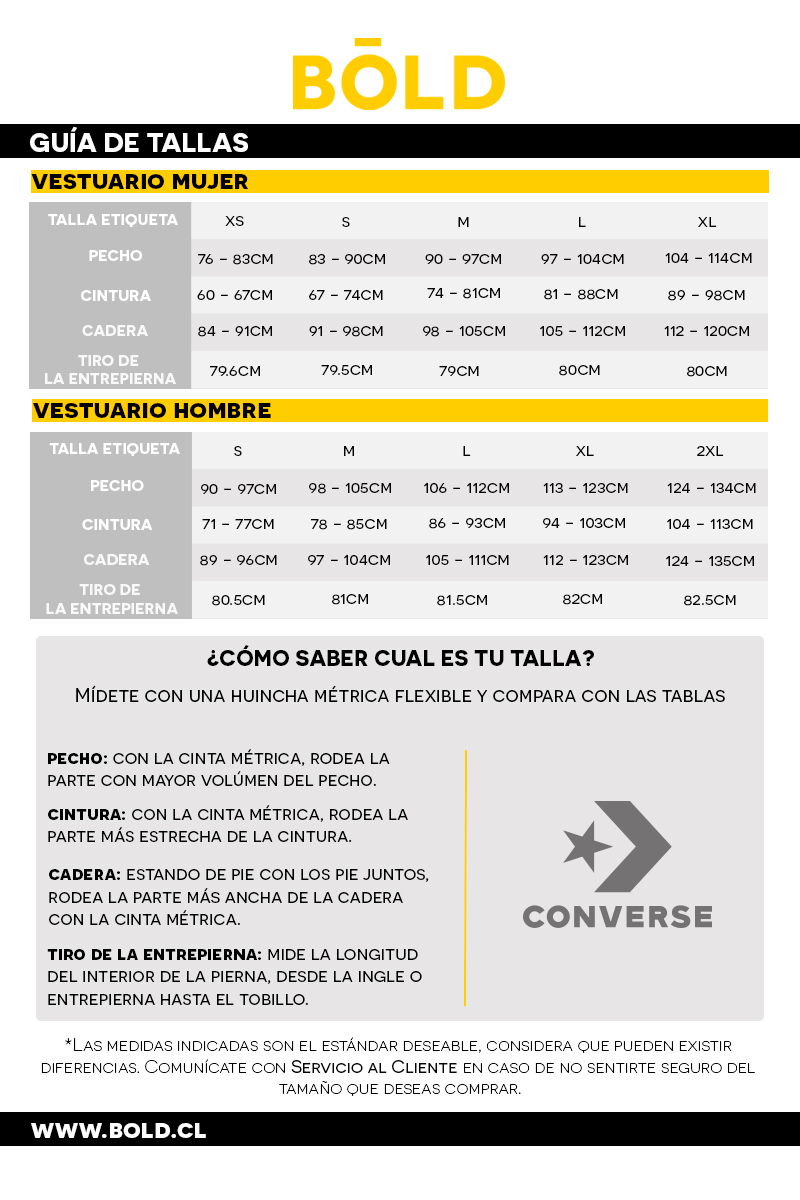 BŌLD
GUÍA DE TALLAS
VESTUARIO MUJER
TALLA ETIQUETA XS S M L XL
PECHO 76 – 83CM 83 – 90CM 90 – 97CM 97 – 104CM 104 – 114CM
CINTURA 60 – 67CM 67 – 74CM 74 – 81CM 81 – 88CM 89 – 98CM
CADERA 84 – 91CM 91 – 98CM 98 – 105CM 105 – 112CM 112 – 120CM
TIRO DE
LA ENTREPIERNA 79.6CM 79.5CM 79CM 80CM 80CM
VESTUARIO HOMBRE
TALLA ETIQUETA S M L XL 2XL
PECHO 90 – 97CM 98 – 105CM 106 – 112CM 113 – 123CM 124 – 134CM
CINTURA 71 – 77CM 78 – 85CM 86 – 93CM 94 – 103CM 104 – 113CM
CADERA 89 – 96CM 97 – 104CM 105 – 111CM 112 – 123CM 124 – 135CM
TIRO DE
LA ENTREPIERNA 80.5CM 81CM 81.5CM 82CM 82.5CM
¿CÓMO SABER CUAL ES TU TALLA?
MÍDETE CON UNA HUINCHA MÉTRICA FLEXIBLE Y COMPARA CON LAS TABLAS
PECHO: CON LA CINTA MÉTRICA, RODEA LA
PARTE CON MAYOR VOLÚMEN DEL PECHO.
CINTURA: CON LA CINTA MÉTRICA, RODEA LA
PARTE MÁS ESTRECHA DE LA CINTURA.
CADERA: ESTANDO DE PIE CON LOS PIE JUNTOS,
RODEA LA PARTE MÁS ANCHA DE LA CADERA
CON LA CINTA MÉTRICA.
TIRO DE LA ENTREPIERNA: MIDE LA LONGITUD
DEL INTERIOR DE LA PIERNA, DESDE LA INGLE O
ENTREPIERNA HASTA EL TOBILLO.
CONVERSE
*LAS MEDIDAS INDICADAS SON EL ESTÁNDAR DESEABLE, CONSIDERA QUE PUEDEN EXISTIR
DIFERENCIAS. COMUNÍCATE CON SERVICIO AL CLIENTE EN CASO DE NO SENTIRTE SEGURO DEL
TAMAÑO QUE DESEAS COMPRAR.
WWW.BOLD.CL